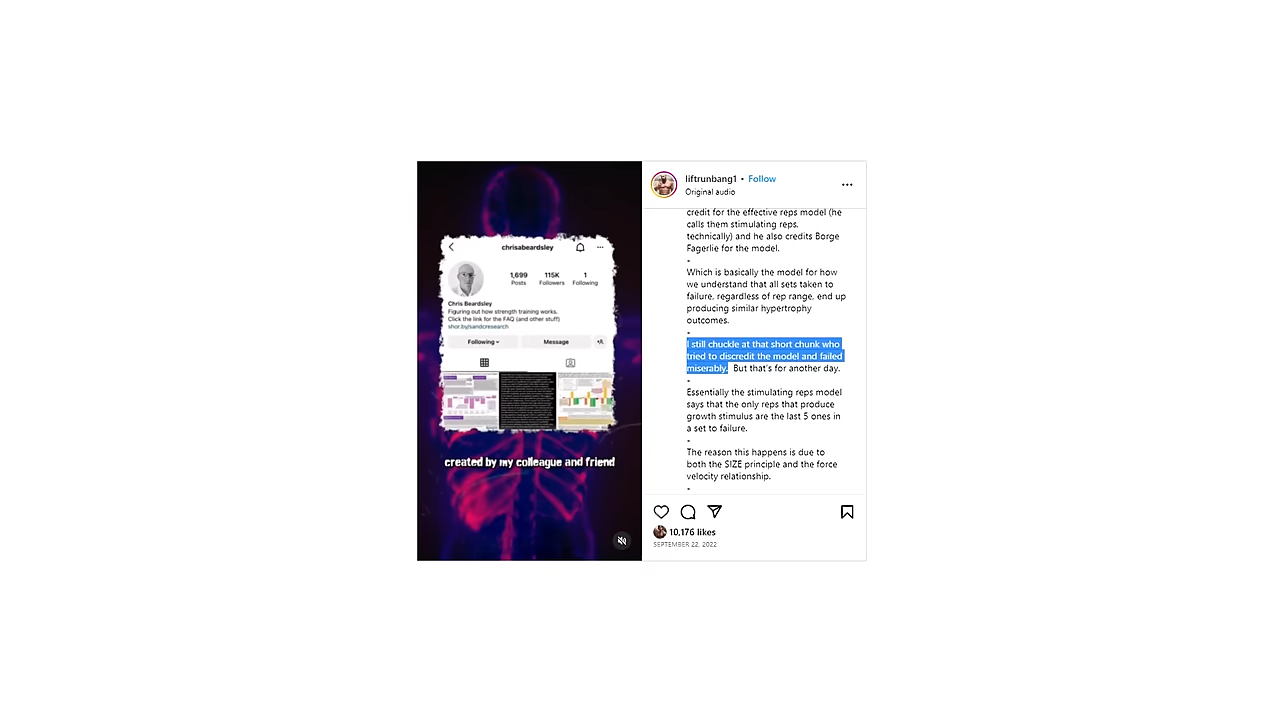 chrisabeardsley
1,699
115K
1
Posts
Followers
Following
Chris Beardsley
Figuring out how strength training works.
Click the link for the FAQ (and other stuff)
shor.by/sandcresearch
Following
Message
created by my colleague and friend
liftrunbang1 • Follow
Original audio
credit for the effective reps model (he
calls them stimulating reps,
technically) and he also credits Borge
Fagerlie for the model.
-
Which is basically the model for how
we understand that all sets taken to
failure, regardless of rep range, end up
producing similar hypertrophy
outcomes.
-
I still chuckle at that short chunk who
tried to discredit the model and failed
miserably. But that's for another day.
-
Essentially the stimulating reps model
says that the only reps that produce
growth stimulus are the last 5 ones in
a set to failure.
-
The reason this happens is due to
both the SIZE principle and the force
velocity relationship.
-
10,176 likes
SEPTEMBER 22, 2022